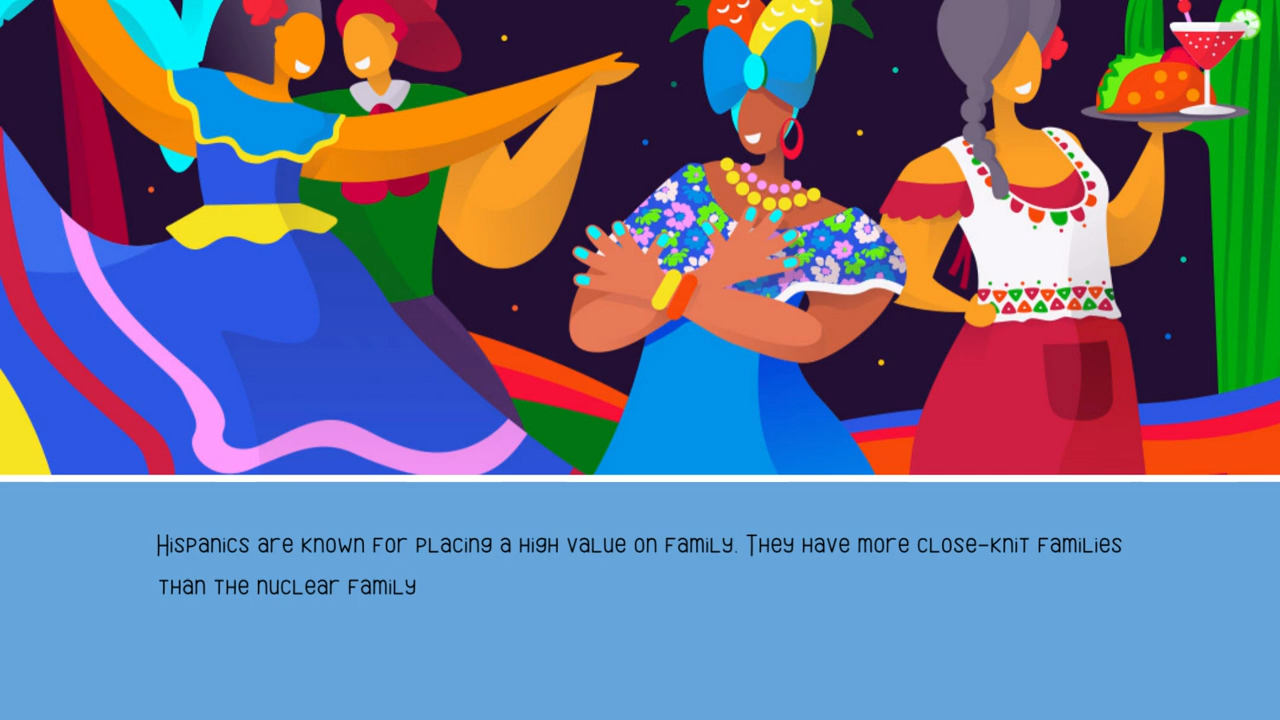 Hispanics are known for placing a high value on family. They have more close-knit families
than the nuclear family